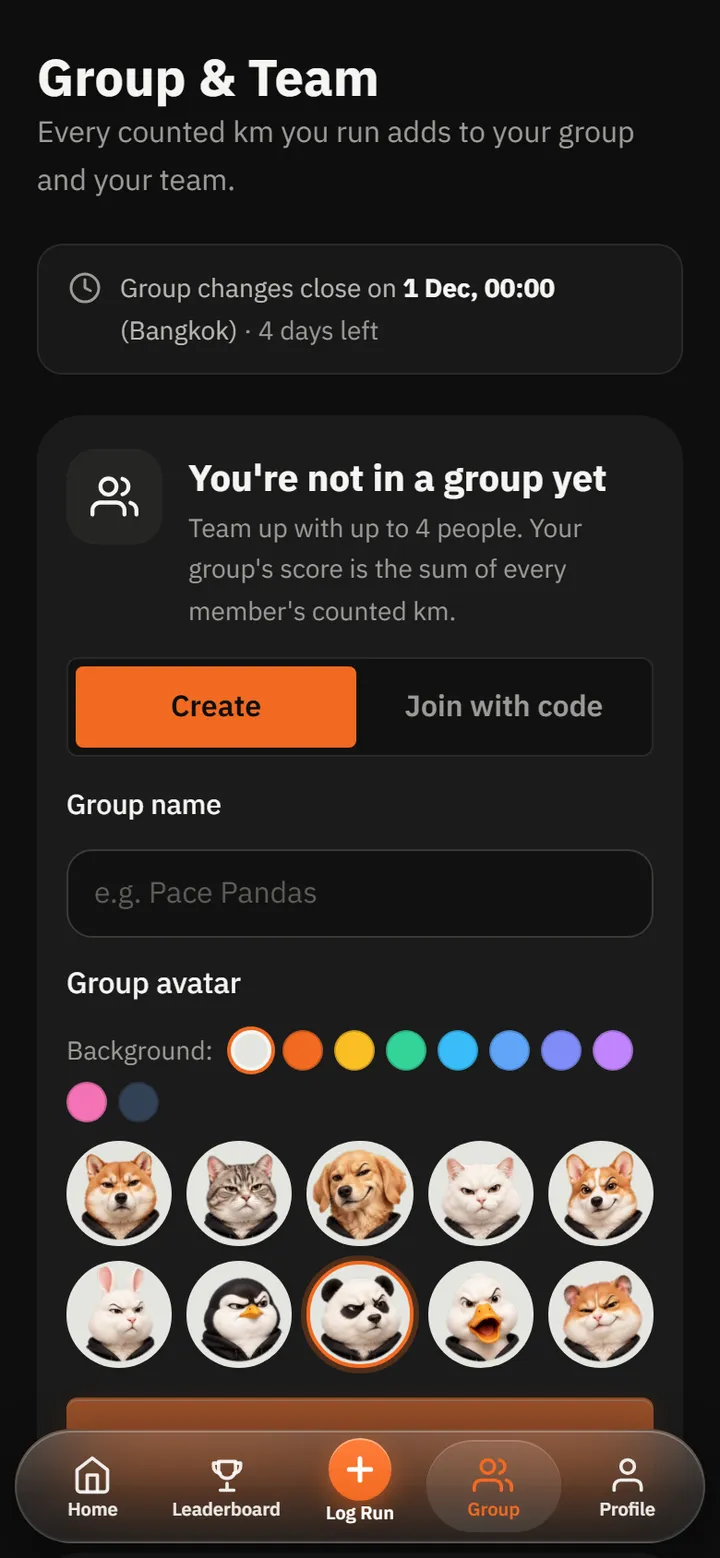 Group & Team
Every counted km you run adds to your group
and your team.
Group changes close on 1 Dec, 00:00
(Bangkok) · 4 days left
You're not in a group yet
Team up with up to 4 people. Your
group's score is the sum of every
member's counted km.
Create
Join with code
Group name
e.g. Pace Pandas
Group avatar
Background:
Home
Leaderboard
Log Run
Group
Profile